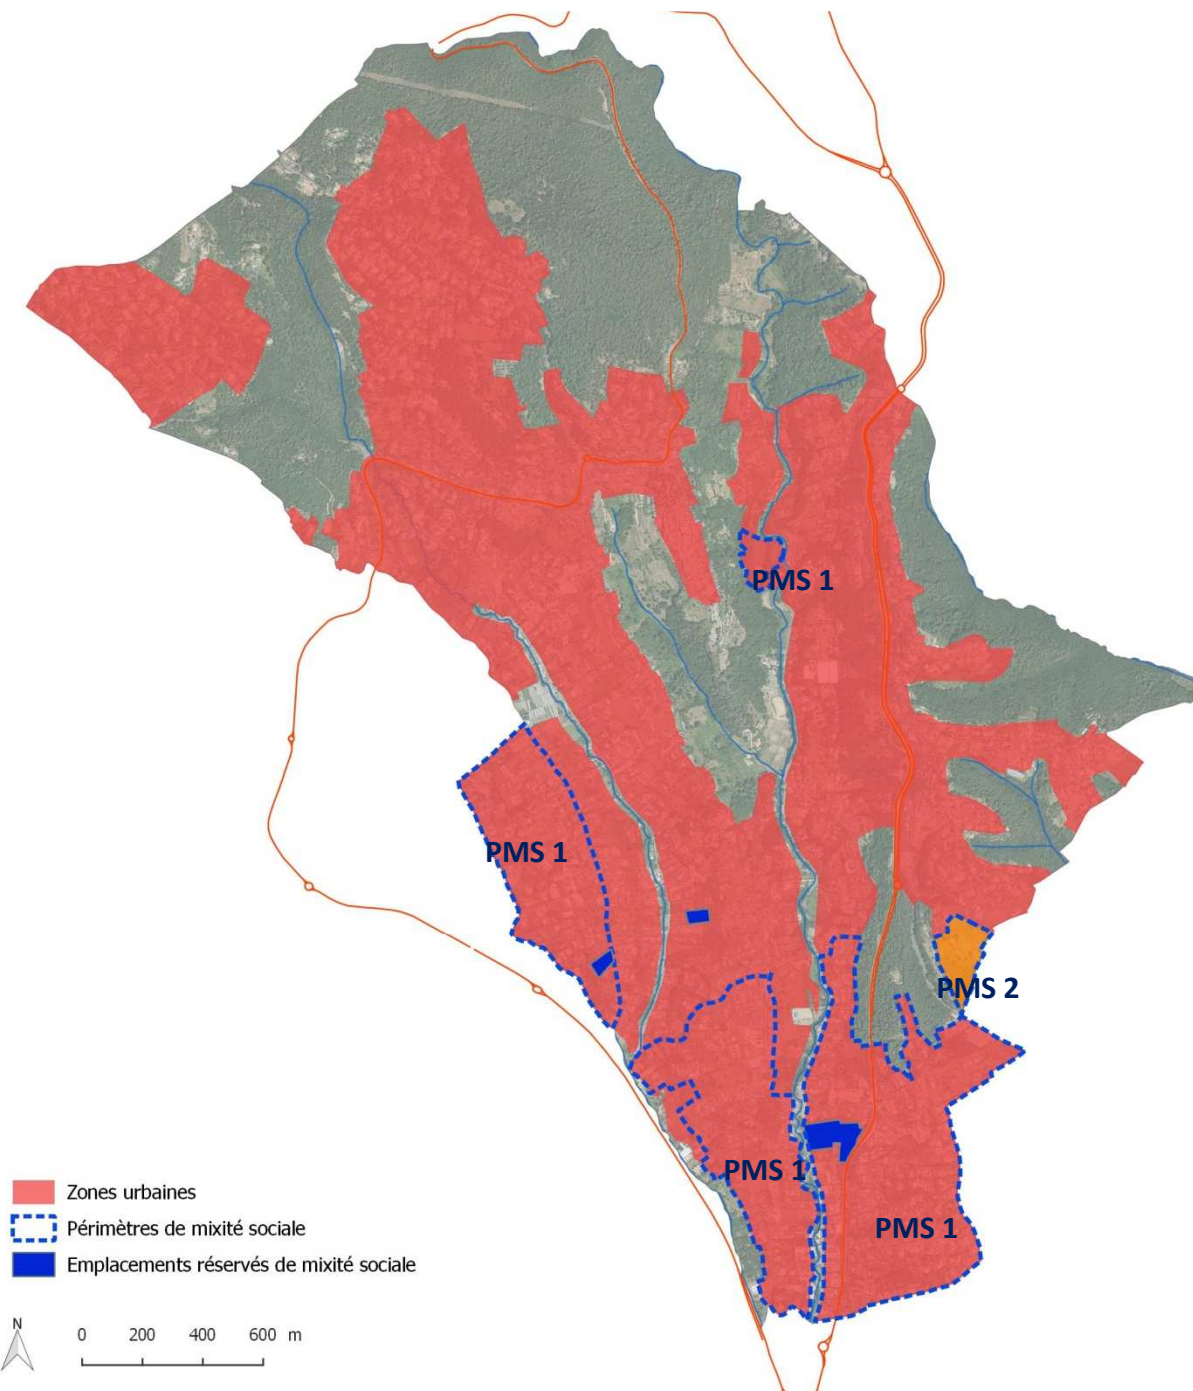 PMS 1
PMS 1
PMS 2
PMS 1
PMS 1
Zones urbaines
Périmètres de mixité sociale
Emplacements réservés de mixité sociale
N
0 200 400 600 m